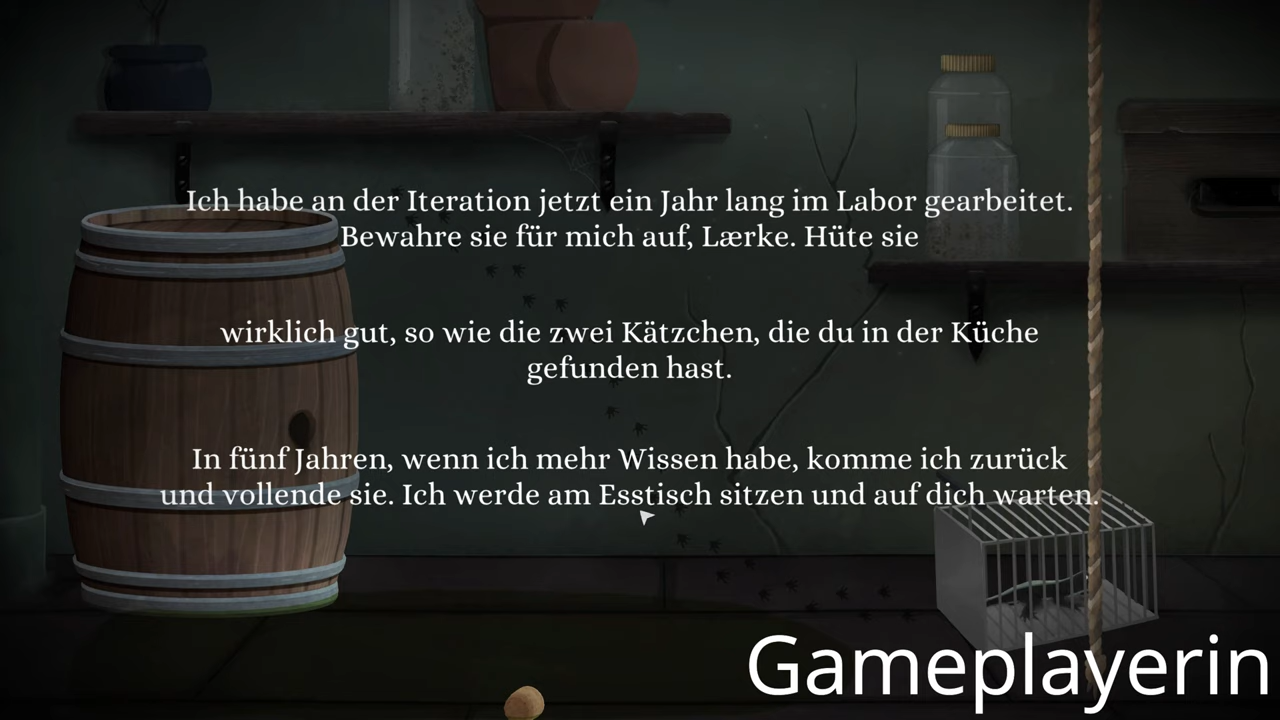 Ich habe an der Iteration jetzt ein Jahr lang im Labor gearbeitet.
Bewahre sie für mich auf, Lærke. Hüte sie
wirklich gut, so wie die zwei Kätzchen, die du in der Küche
gefunden hast.
In fünf Jahren, wenn ich mehr Wissen habe, komme ich zurück
und vollende sie. Ich werde am Esstisch sitzen und auf dich warten.
Gameplayerin